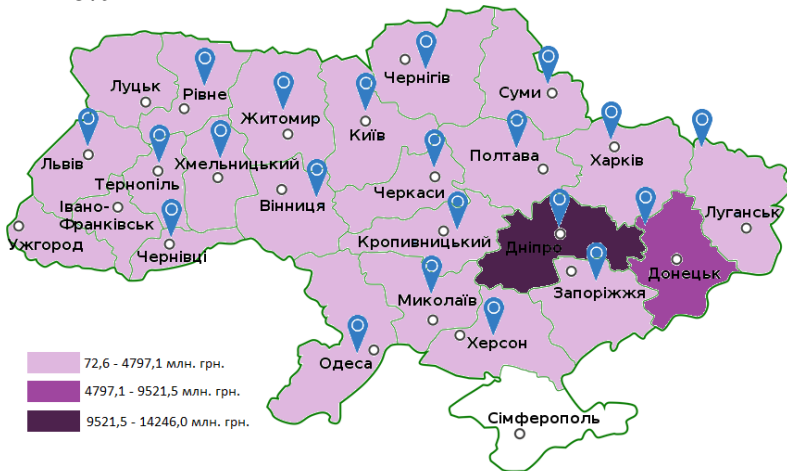 Чернігів
Луцьк
Рівне
Суми
Житомир
Київ
Львів
Тернопіль
Хмельницький
Полтава
Харків
Черкаси
Вінниця
Івано-
Франківськ
Ужгород
Чернівці
Кропивницький
Дніпро
Луганськ
Донецьк
Запоріжжя
Миколаїв
Херсон
Одеса
Сімферополь
72,6 - 4797,1 млн. грн.
4797,1 - 9521,5 млн. грн.
9521,5 - 14246,0 млн. грн.